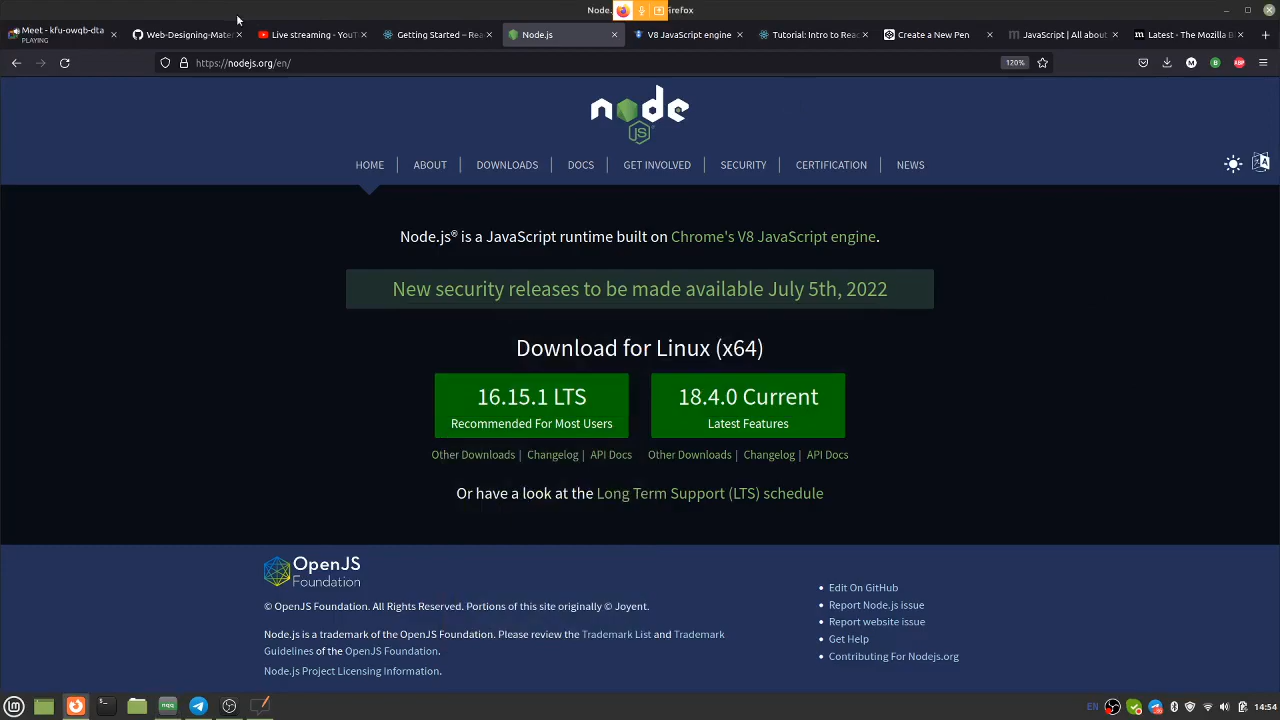 Node.
irefox
Meet - kfu-owqb-dta
PLAYING
Web-Designing-Mater
Live streaming - YouT
Getting Started – Rea
Node.js
V8 JavaScript engine
Tutorial: Intro to Reac
Create a New Pen
JavaScript | All about
Latest - The Mozilla B
https://nodejs.org/en/
120%
M
B
ABP
node
JS
HOME
ABOUT
DOWNLOADS
DOCS
GET INVOLVED
SECURITY
CERTIFICATION
NEWS
Node.js® is a JavaScript runtime built on Chrome's V8 JavaScript engine.
New security releases to be made available July 5th, 2022
Download for Linux (x64)
16.15.1 LTS
Recommended For Most Users
18.4.0 Current
Latest Features
Other Downloads | Changelog | API Docs
Other Downloads | Changelog | API Docs
Or have a look at the Long Term Support (LTS) schedule
OpenJS
Foundation
© OpenJS Foundation. All Rights Reserved. Portions of this site originally © Joyent.
Node.js is a trademark of the OpenJS Foundation. Please review the Trademark List and Trademark
Guidelines of the OpenJS Foundation.
Node.js Project Licensing Information.
Edit On GitHub
Report Node.js issue
Report website issue
Get Help
Contributing For Nodejs.org
nqq
EN
14:56